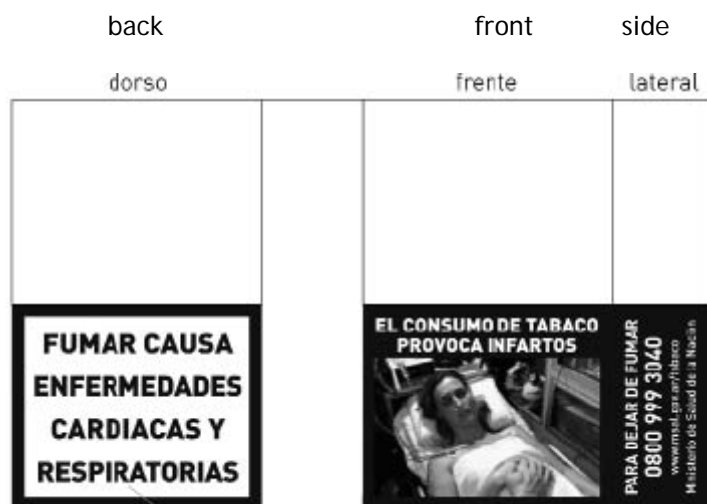 back front side
dorso frente lateral
FUMAR CAUSA
ENFERMEDADES
CARDIACAS Y
RESPIRATORIAS
EL CONSUMO DE TABACO
PROVOCA INFARTOS
PARA DEJAR DE FUMAR
0800 999 3040
www.msal.gov.ar/tabaco
Ministerio de Salud de la Nación